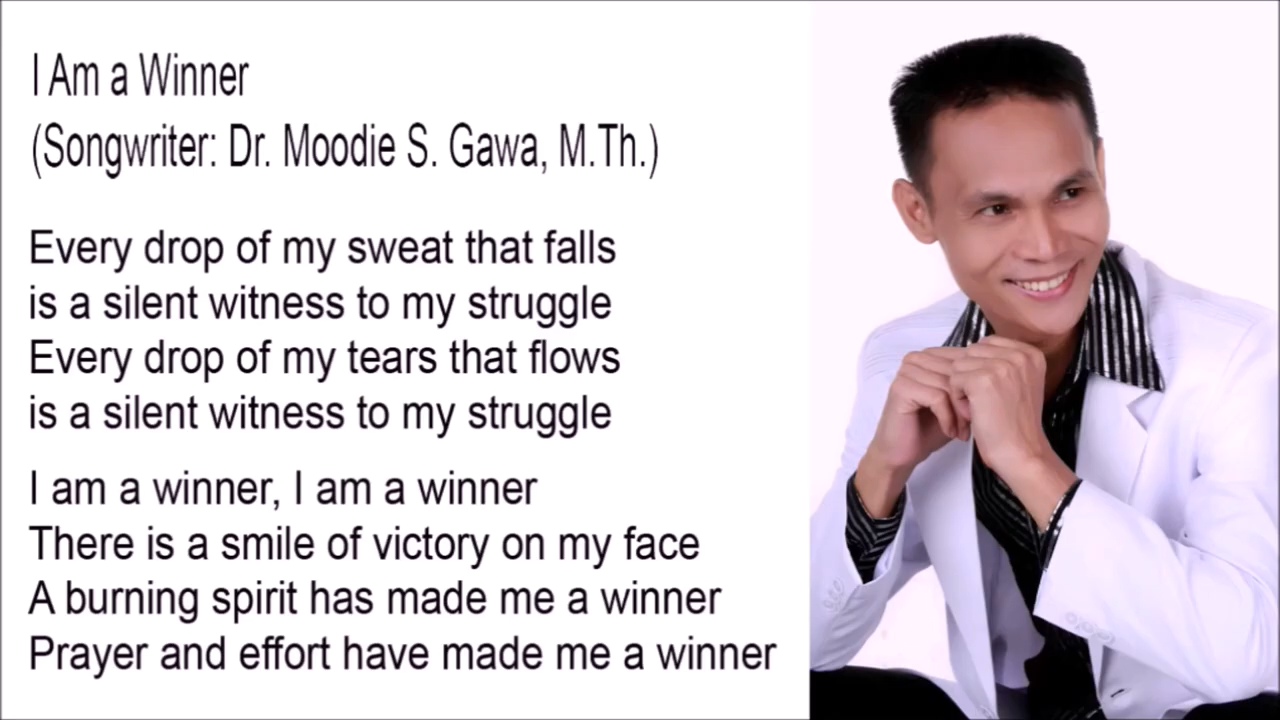 I Am a Winner
(Songwriter: Dr. Moodie S. Gawa, M.Th.)
Every drop of my sweat that falls
is a silent witness to my struggle
Every drop of my tears that flows
is a silent witness to my struggle
I am a winner, I am a winner
There is a smile of victory on my face
A burning spirit has made me a winner
Prayer and effort have made me a winner